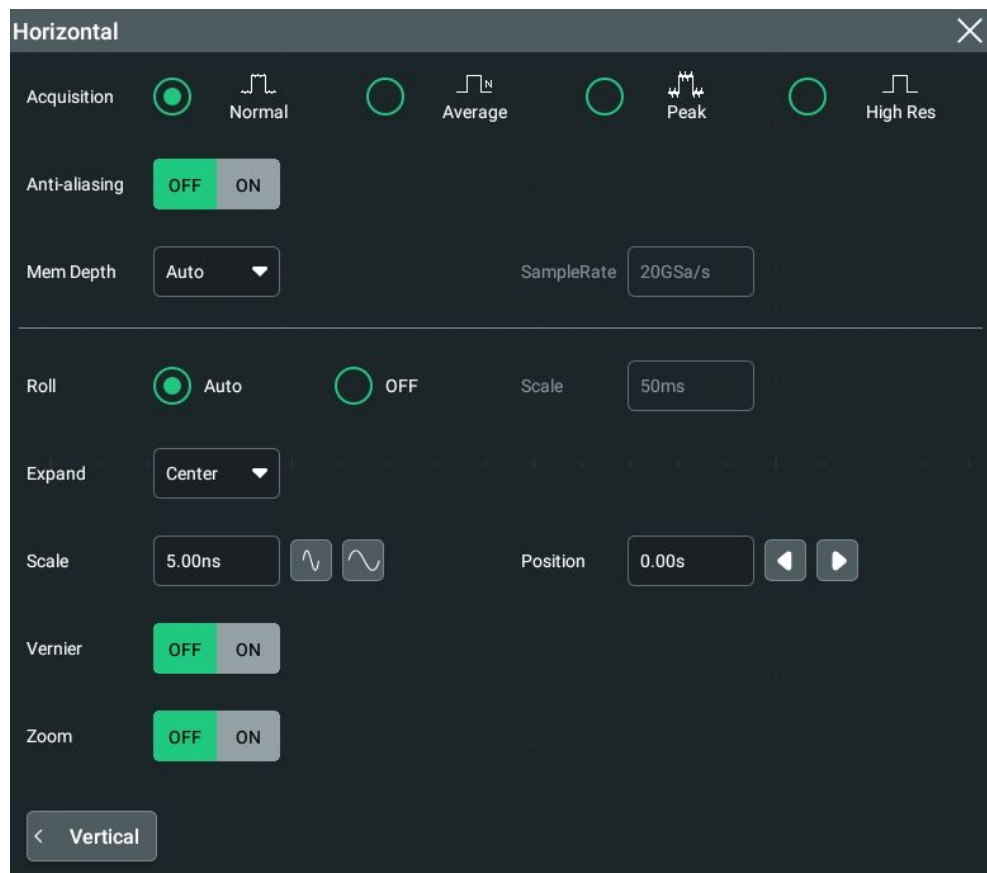 Horizontal
Acquisition Normal N Average Peak High Res
Anti-aliasing OFF ON
Mem Depth Auto SampleRate 20GSa/s
Roll Auto OFF Scale 50ms
Expand Center
Scale 5.00ns Position 0.00s
Vernier OFF ON
Zoom OFF ON
< Vertical